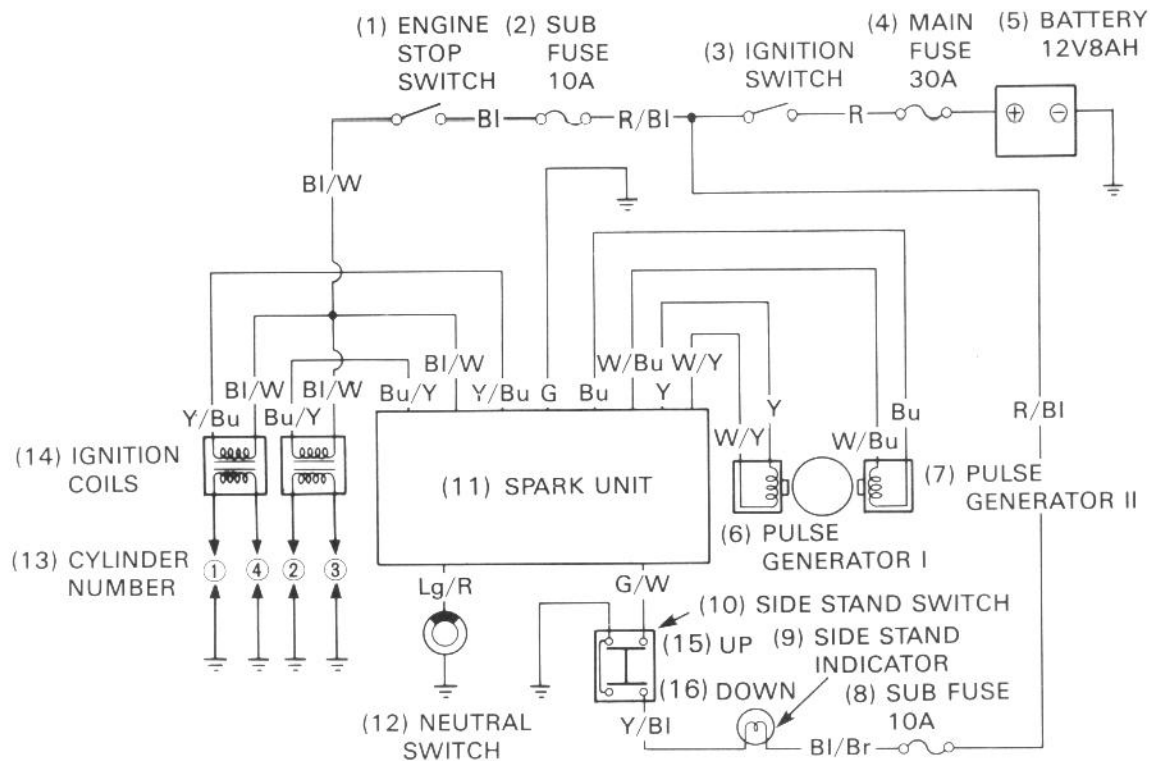 (1) ENGINE
STOP
SWITCH
(2) SUB
FUSE
10A
(3) IGNITION
SWITCH
(4) MAIN
FUSE
30A
(5) BATTERY
12V8AH
Bl
R/Bl
R
⊕
⊖
Bl/W
Bl/W
W/Bu
W/Y
Bl/W
Bl/W
Bu/Y
Y/Bu
G
Bu
Y
Y
Bu
R/Bl
Y/Bu
Bu/Y
W/Y
W/Bu
(14) IGNITION
COILS
(11) SPARK UNIT
(7) PULSE
GENERATOR II
(6) PULSE
GENERATOR I
(13) CYLINDER
NUMBER
①
④
②
③
Lg/R
G/W
(10) SIDE STAND SWITCH
(15) UP
(9) SIDE STAND
INDICATOR
(16) DOWN
(8) SUB FUSE
10A
(12) NEUTRAL
SWITCH
Y/Bl
Bl/Br